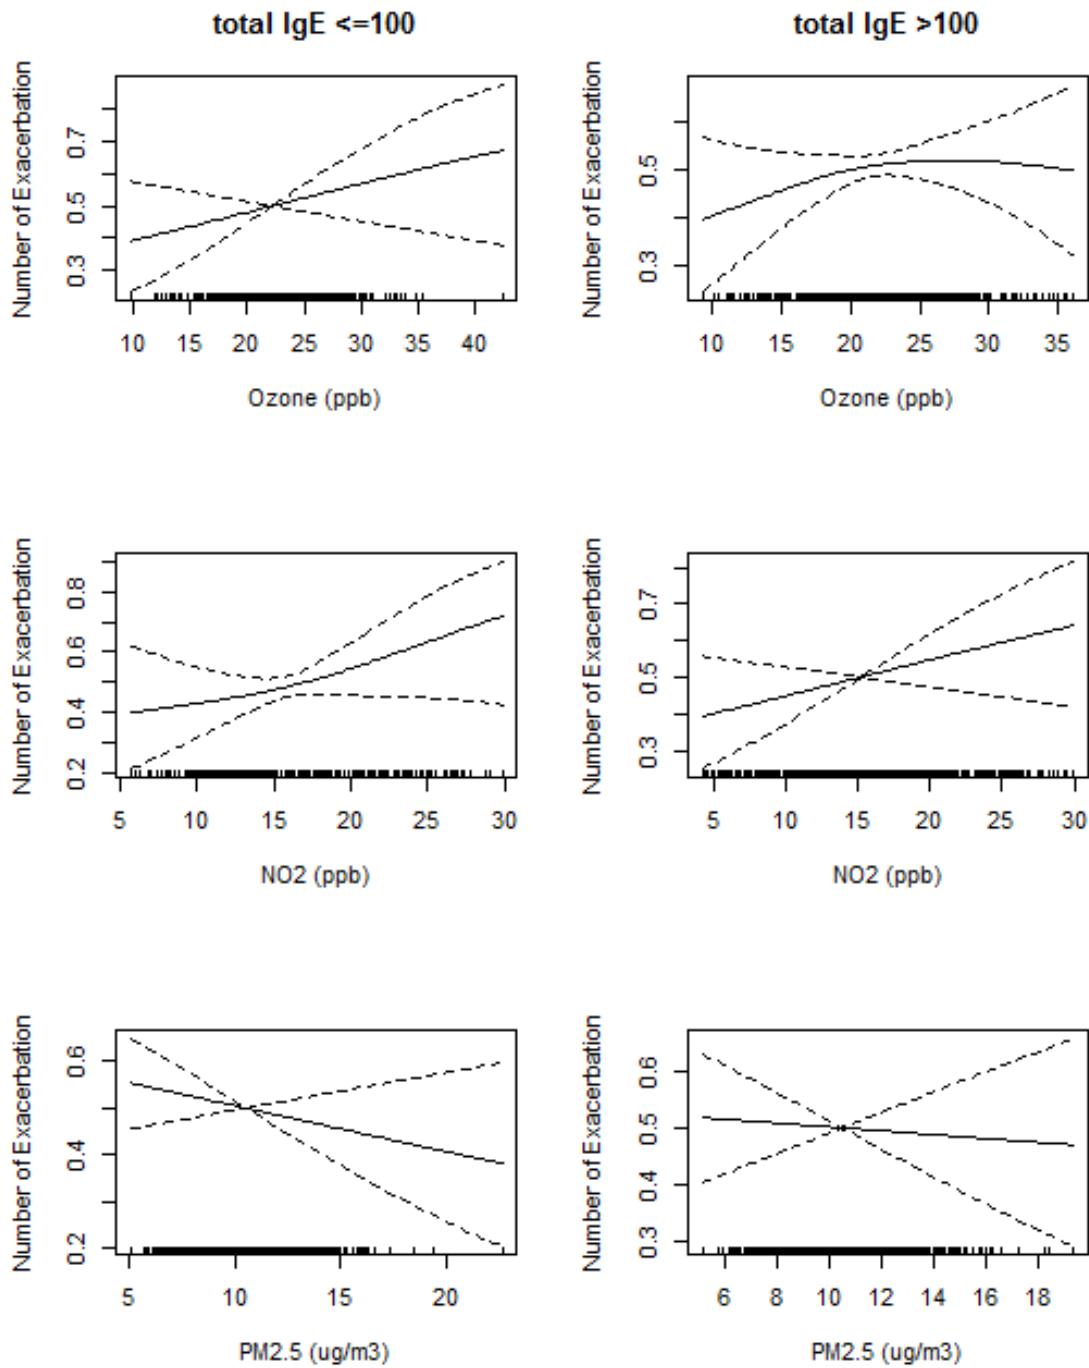 total IgE <=100
total IgE >100
Number of Exacerbation
0.3 0.5 0.7
10 15 20 25 30 35 40
Ozone (ppb)
Number of Exacerbation
0.3 0.5
10 15 20 25 30 35
Ozone (ppb)
Number of Exacerbation
0.2 0.4 0.6 0.8
5 10 15 20 25 30
NO2 (ppb)
Number of Exacerbation
0.3 0.5 0.7
5 10 15 20 25 30
NO2 (ppb)
Number of Exacerbation
0.2 0.4 0.6
5 10 15 20
PM2.5 (ug/m3)
Number of Exacerbation
0.3 0.4 0.5 0.6
6 8 10 12 14 16 18
PM2.5 (ug/m3)